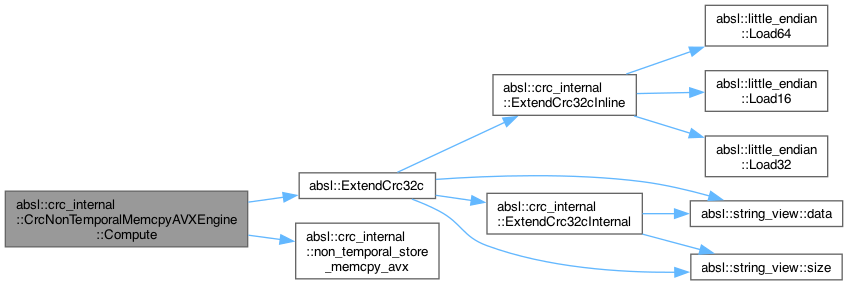 absl::crc_internal
::CrcNonTemporalMemcpyAVXEngine
::Compute
absl::ExtendCrc32c
absl::crc_internal
::non_temporal_store
_memcpy_avx
absl::crc_internal
::ExtendCrc32cInline
absl::crc_internal
::ExtendCrc32cInternal
absl::little_endian
::Load64
absl::little_endian
::Load16
absl::little_endian
::Load32
absl::string_view::data
absl::string_view::size